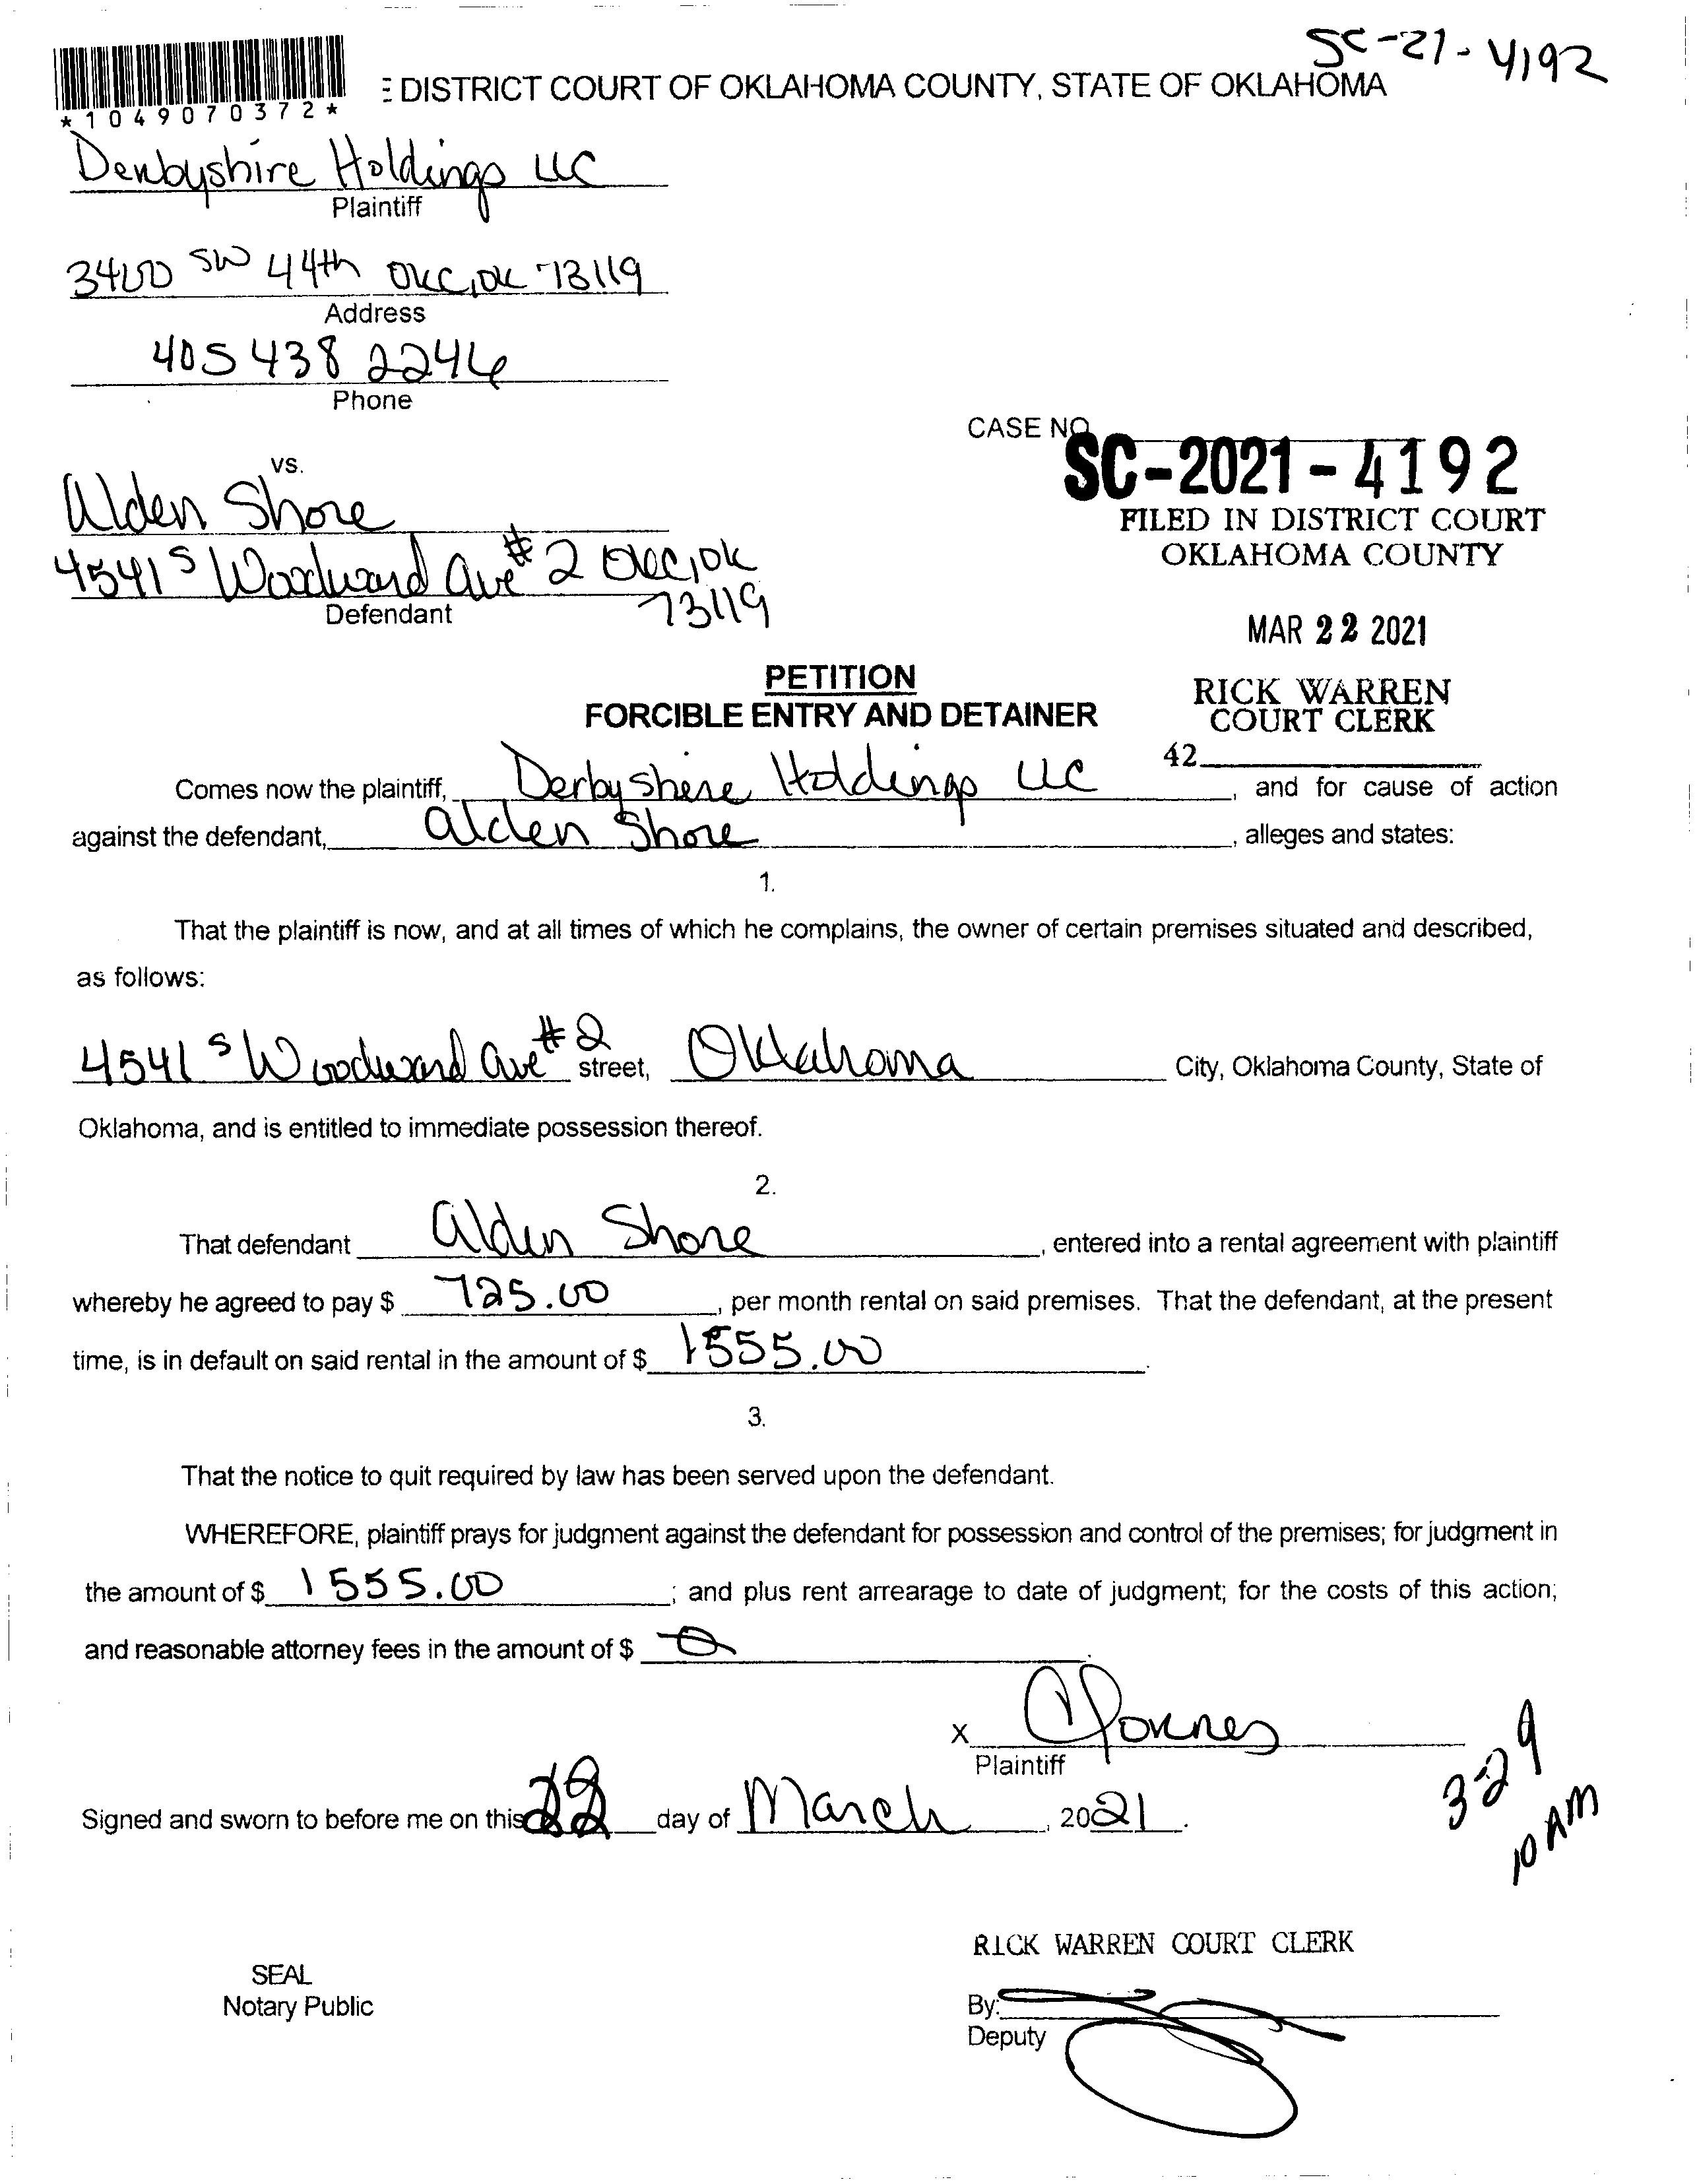 SC-21-4192
*1049070372*
E DISTRICT COURT OF OKLAHOMA COUNTY, STATE OF OKLAHOMA
Derbyshire Holdings LLC
Plaintiff
3400 SW 44th OKC, OK 73119
Address
405 438 2246
Phone
CASE NO.
SC-2021-4192
vs.
Alden Shore
FILED IN DISTRICT COURT
OKLAHOMA COUNTY
4541 S Woodward Ave #2 OKC, OK
73119
Defendant
MAR 22 2021
PETITION
FORCIBLE ENTRY AND DETAINER
RICK WARREN
COURT CLERK
42
Comes now the plaintiff, Derbyshere Holdings LLC, and for cause of action
against the defendant, Alden Shore, alleges and states:
1.
That the plaintiff is now, and at all times of which he complains, the owner of certain premises situated and described,
as follows:
4541 S Woodward Ave #2 street, Oklahoma City, Oklahoma County, State of
Oklahoma, and is entitled to immediate possession thereof.
2.
That defendant Alden Shore, entered into a rental agreement with plaintiff
whereby he agreed to pay $ 725.00, per month rental on said premises. That the defendant, at the present
time, is in default on said rental in the amount of $ 1555.00.
3.
That the notice to quit required by law has been served upon the defendant.
WHEREFORE, plaintiff prays for judgment against the defendant for possession and control of the premises; for judgment in
the amount of $ 1555.00; and plus rent arrearage to date of judgment; for the costs of this action;
and reasonable attorney fees in the amount of $ 0.
X
Plaintiff
3-29
10 AM
Signed and sworn to before me on this 22 day of March, 2021.
RICK WARREN COURT CLERK
SEAL
Notary Public
By:
Deputy